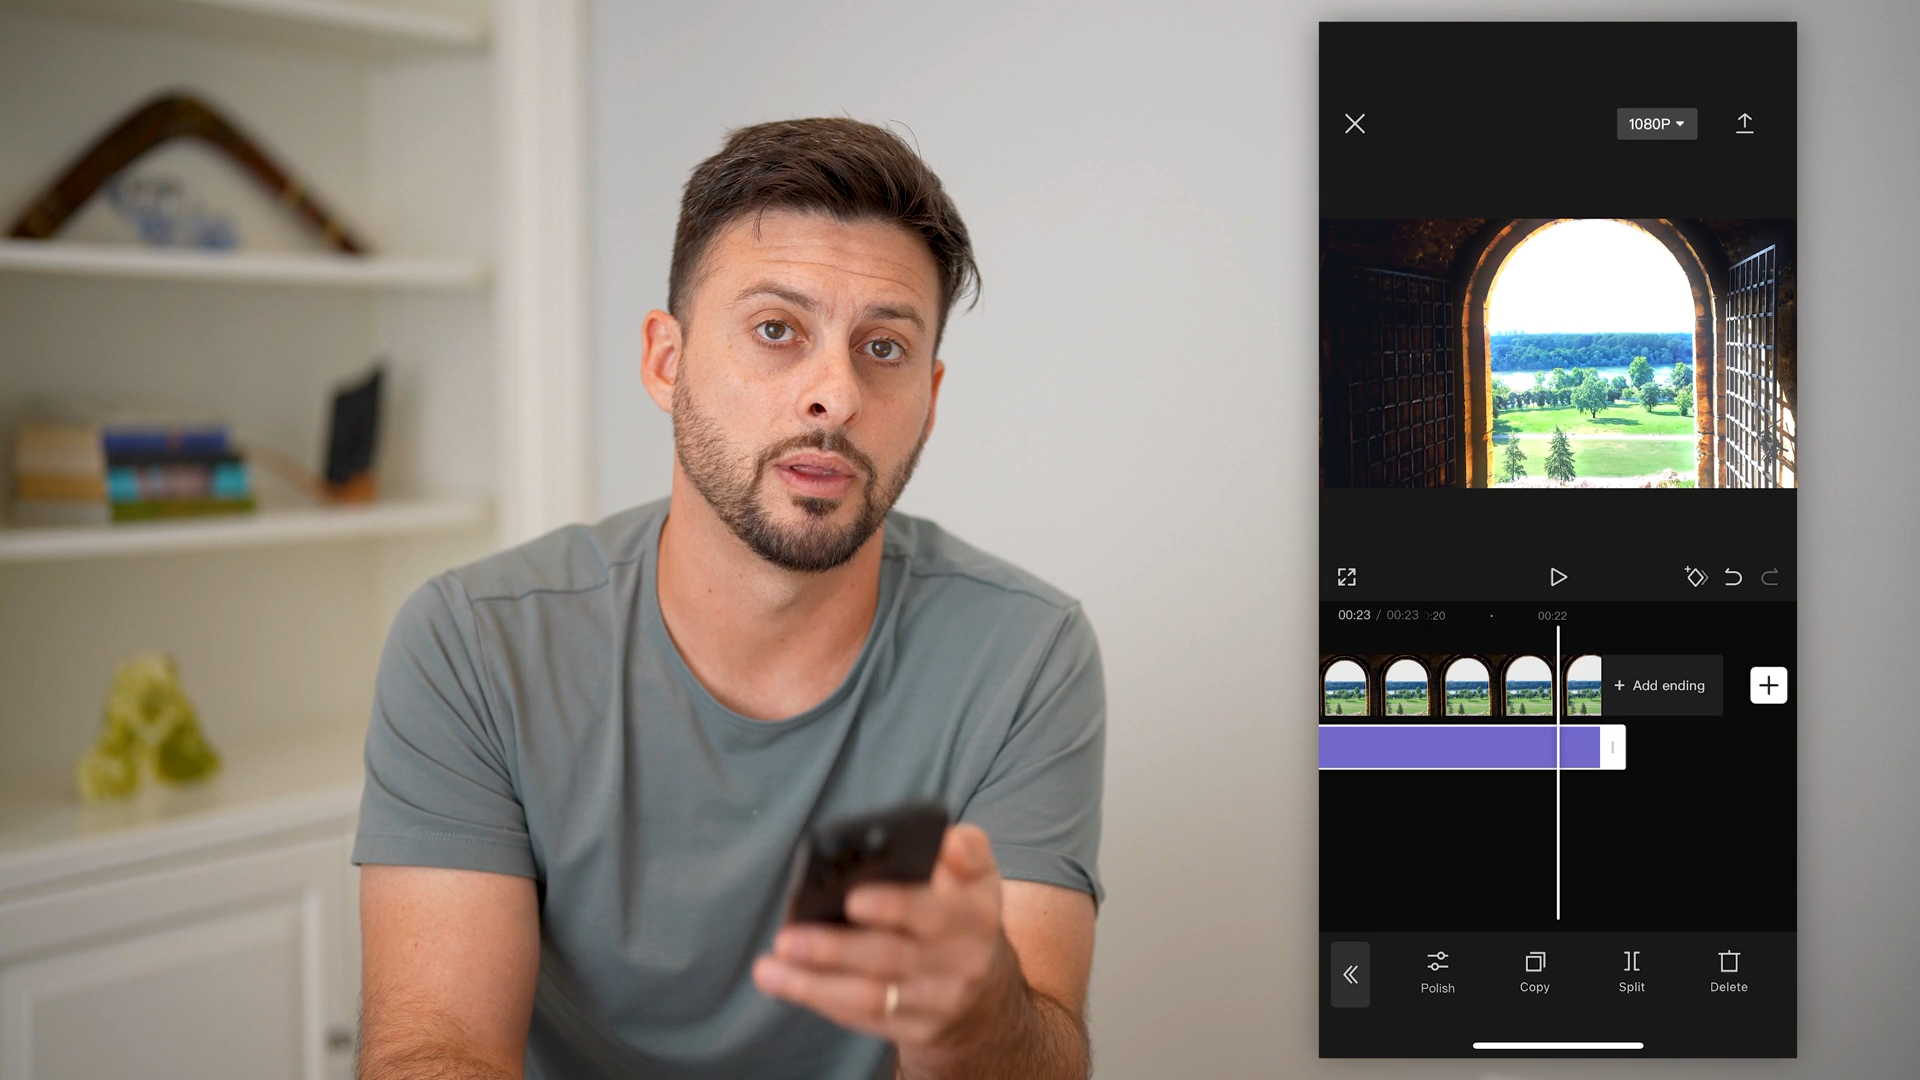 1080P
00:23 / 00:23
:20
00:22
+ Add ending
Polish
Copy
Split
Delete